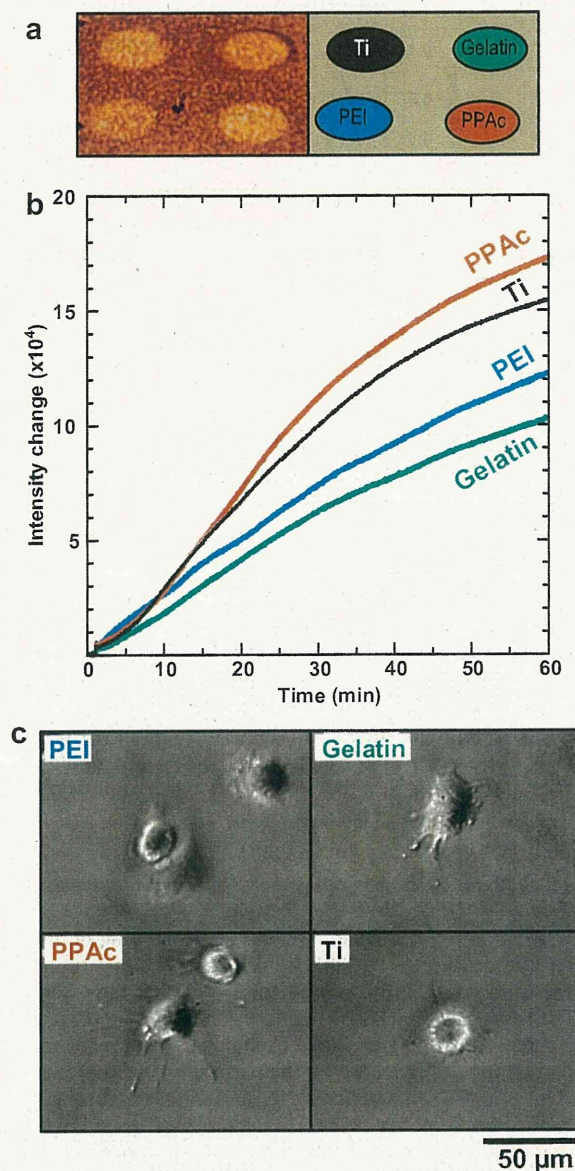 a
Ti
Gelatin
PEI
PPAc
b
20
15
10
5
0
10
20
30
40
50
60
Intensity change (x10⁴)
Time (min)
PPAc
Ti
PEI
Gelatin
c
PEI
Gelatin
PPAc
Ti
50 µm